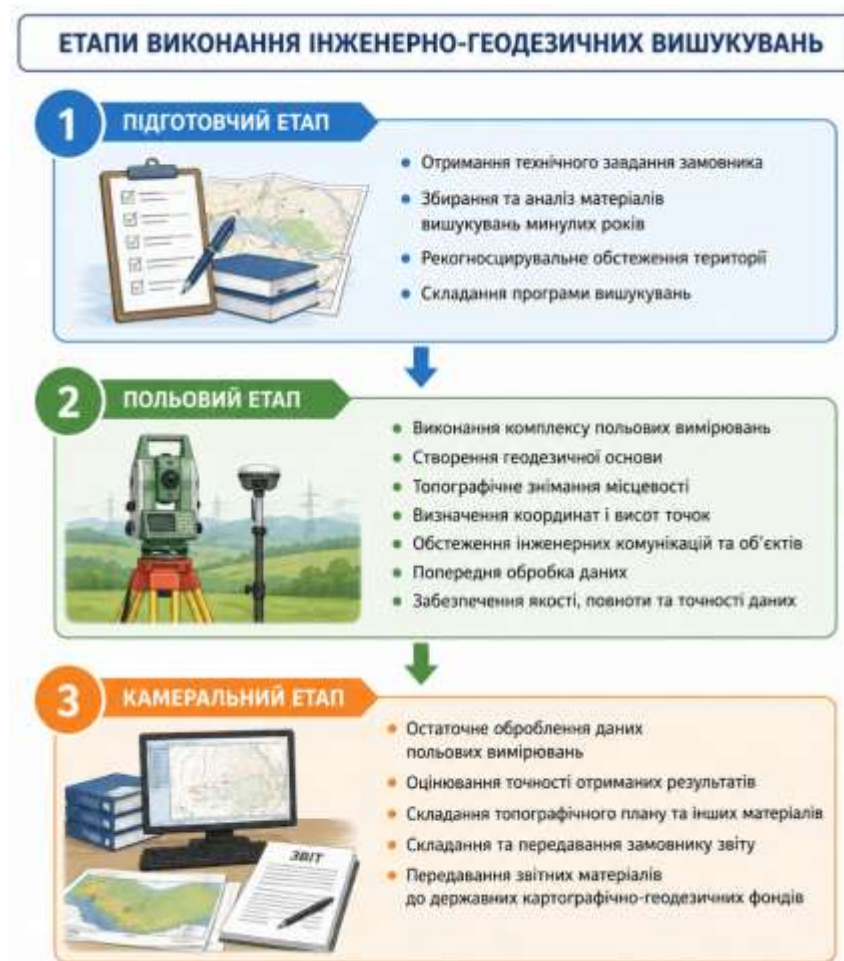 ЕТАПИ ВИКОНАННЯ ІНЖЕНЕРНО-ГЕОДЕЗИЧНИХ ВИШУКУВАНЬ
1
ПІДГОТОВЧИЙ ЕТАП
Отримання технічного завдання замовника
Збирання та аналіз матеріалів
вишукувань минулих років
Рекогносцирувальне обстеження території
Складання програми вишукувань
2
ПОЛЬОВИЙ ЕТАП
Виконання комплексу польових вимірювань
Створення геодезичної основи
Топографічне знімання місцевості
Визначення координат і висот точок
Обстеження інженерних комунікацій та об'єктів
Попередня обробка даних
Забезпечення якості, повноти та точності даних
3
КАМЕРАЛЬНИЙ ЕТАП
Остаточне оброблення даних
польових вимірювань
Оцінювання точності отриманих результатів
Складання топографічного плану та інших матеріалів
Складання та передавання замовнику звіту
Передавання звітних матеріалів
до державних картографічно-геодезичних фондів
ЗВІТ